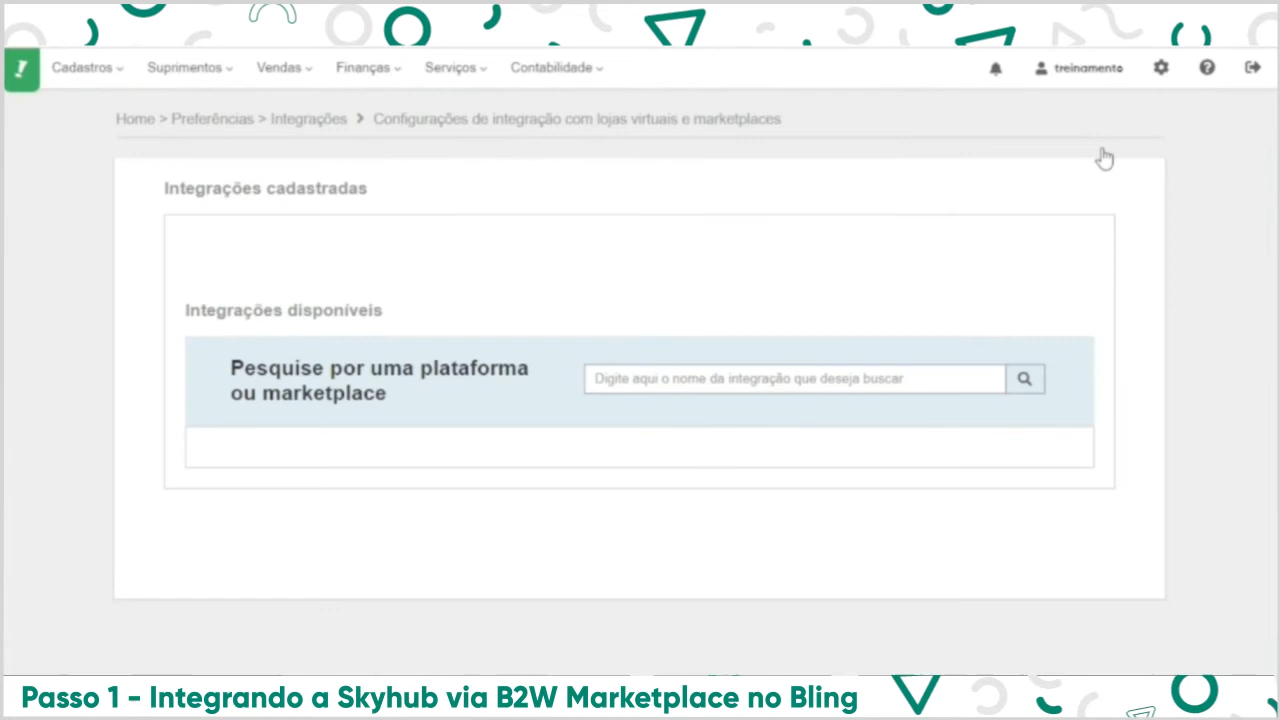 Cadastros Suprimentos Vendas Finanças Serviços Contabilidade treinamento
Home > Preferências > Integrações > Configurações de integração com lojas virtuais e marketplaces
Integrações cadastradas
Integrações disponíveis
Pesquise por uma plataforma
ou marketplace
Digite aqui o nome da integração que deseja buscar
Passo 1 - Integrando a Skyhub via B2W Marketplace no Bling